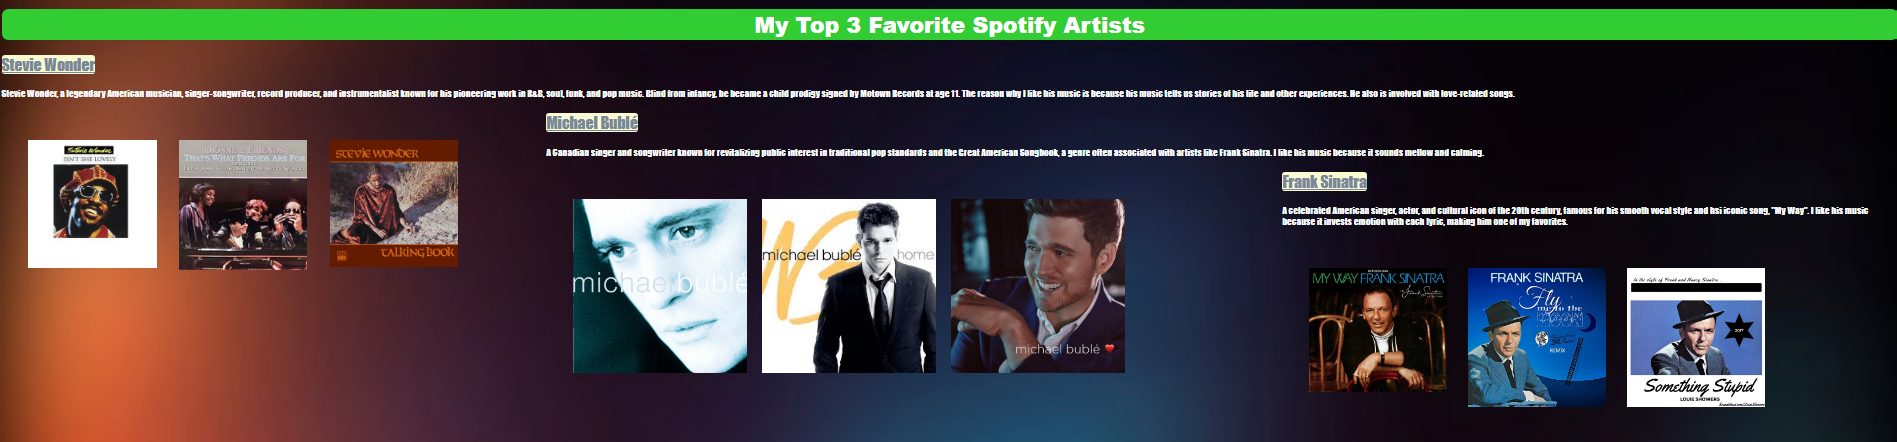 My Top 3 Favorite Spotify Artists
Stevie Wonder
Stevie Wonder, a legendary American musician, singer-songwriter, record producer, and instrumentalist known for his pioneering work in R&B, soul, funk, and pop music. Blind from infancy, he became a child prodigy signed by Motown Records at age 11. The reason why I like his music is because his music tells us stories of his life and other experiences. He also is involved with love-related songs.
Stevie Wonder
ISN'T SHE LOVELY
DIONNE & FRIENDS
THAT'S WHAT FRIENDS ARE FOR
STEVIE WONDER
TALKING BOOK
Michael Bublé
A Canadian singer and songwriter known for revitalizing public interest in traditional pop standards and the Great American Songbook, a genre often associated with artists like Frank Sinatra. I like his music because it sounds mellow and calming.
michael bublé
michael bublé home
michael bublé
Frank Sinatra
A celebrated American singer, actor, and cultural icon of the 20th century, famous for his smooth vocal style and hsi iconic song, "My Way". I like his music
because it invests emotion with each lyric, making him one of my favorites.
MY WAY FRANK SINATRA
FRANK SINATRA
Fly
me to the
MOON
REMIX
In the style of Frank and Nancy Sinatra
2017
Something Stupid
LOUIE SHOWERS